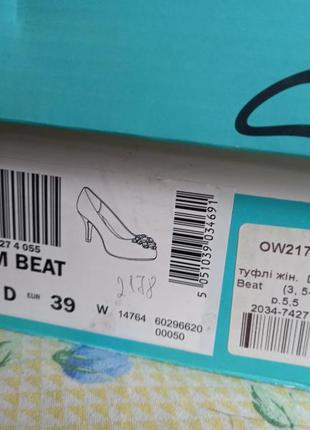 27 4 055
M BEAT
D EUR 39
2178
W 14764 60296620
00050
5 051039 034691
OW217
туфлі жін. D
Beat (3, 5-
р.5,5
2034-7427